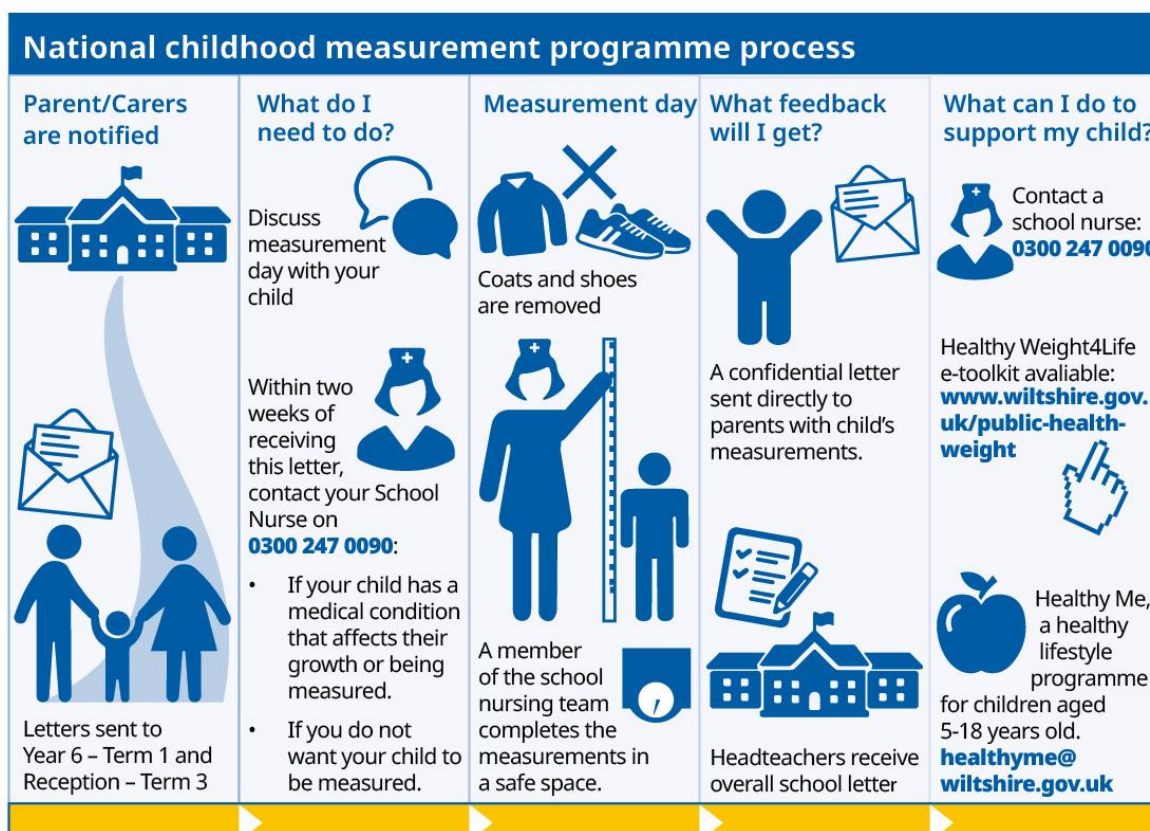 National childhood measurement programme process
Parent/Carers
are notified
Letters sent to
Year 6 – Term 1 and
Reception – Term 3
What do I
need to do?
Discuss
measurement
day with your
child
Within two
weeks of
receiving
this letter,
contact your School
Nurse on
0300 247 0090:
• If your child has a
medical condition
that affects their
growth or being
measured.
• If you do not
want your child to
be measured.
Measurement day
Coats and shoes
are removed
A member
of the school
nursing team
completes the
measurements in
a safe space.
What feedback
will I get?
A confidential letter
sent directly to
parents with child’s
measurements.
Headteachers receive
overall school letter
What can I do to
support my child?
Contact a
school nurse:
0300 247 0090
Healthy Weight4Life
e-toolkit avaliable:
www.wiltshire.gov.
uk/public-health-
weight
Healthy Me,
a healthy
lifestyle
programme
for children aged
5-18 years old.
healthyme@
wiltshire.gov.uk